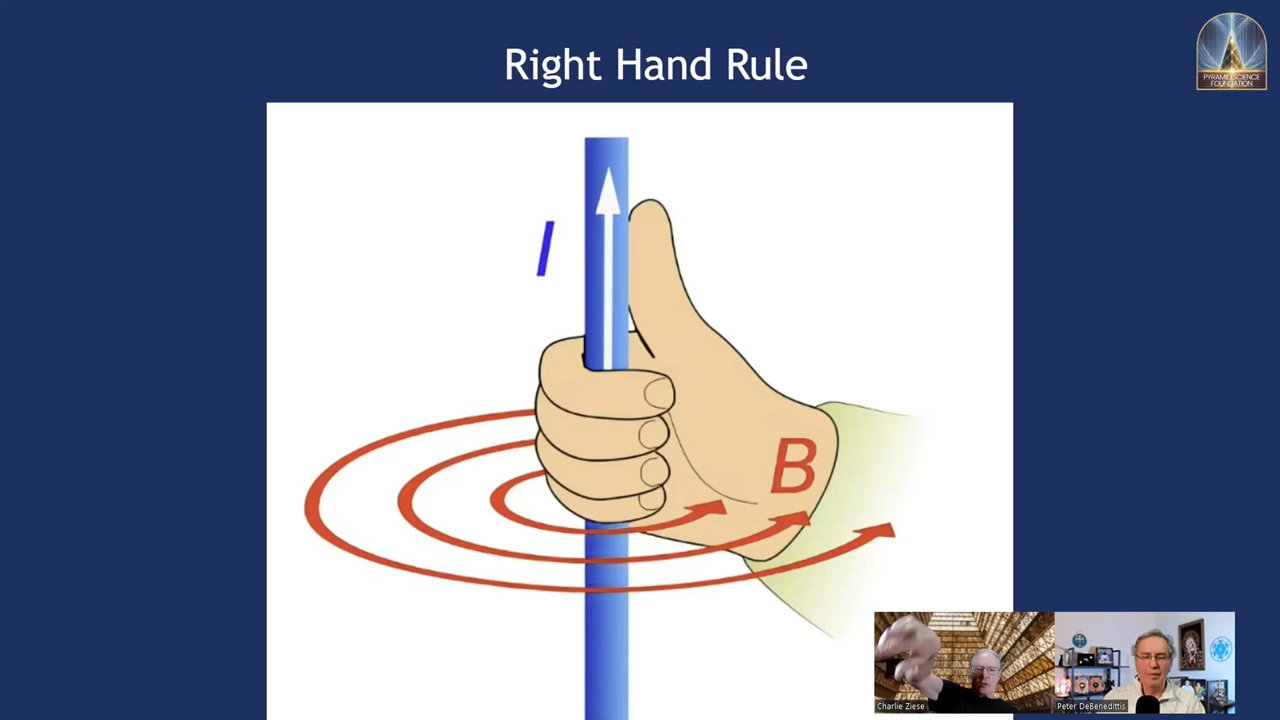 Right Hand Rule
PYRAMID SCIENCE
FOUNDATION
I
B
Charlie Ziese
Peter DeBenedittis